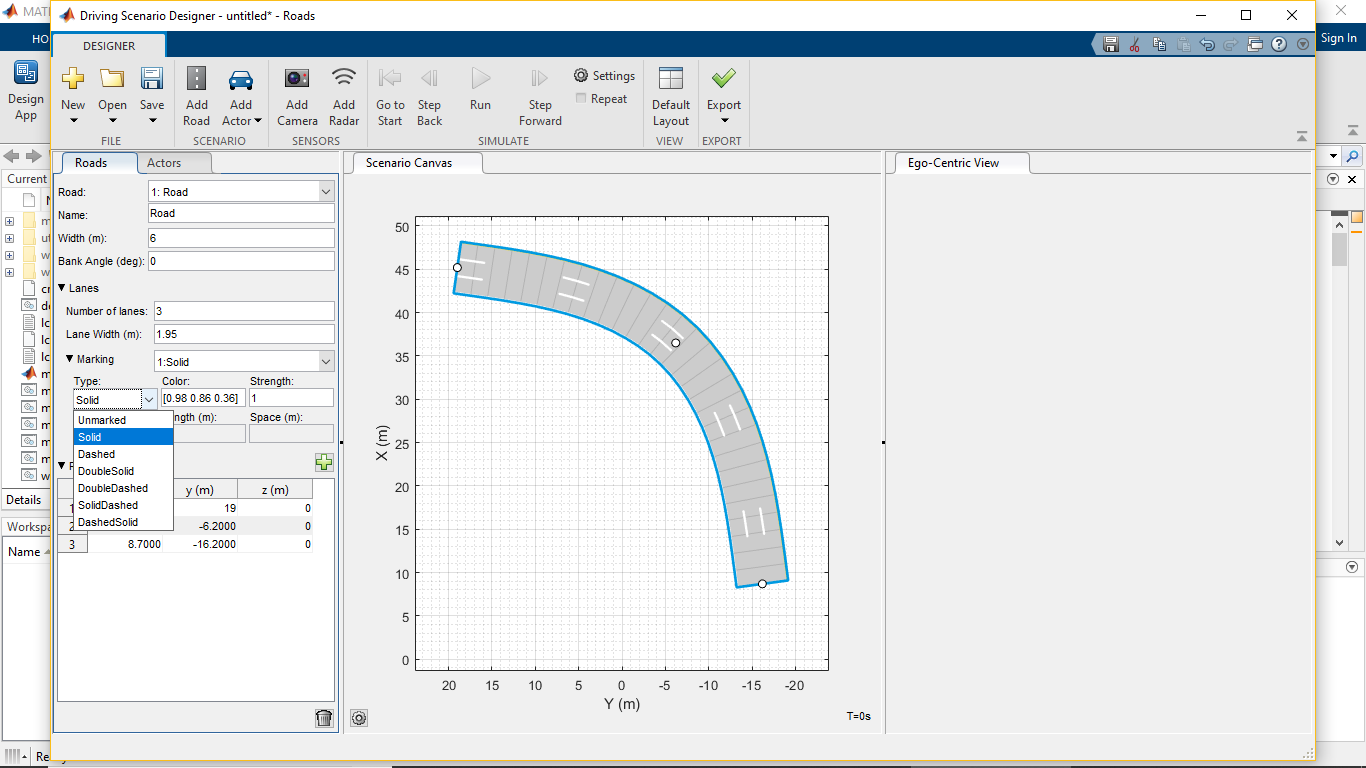 MAT
Driving Scenario Designer - untitled* - Roads
HO
DESIGNER
Sign In
Design App
New
Open
Save
Add Road
Add Actor
Add Camera
Add Radar
Go to Start
Step Back
Run
Step Forward
Settings
Repeat
Default Layout
Export
FILE
SCENARIO
SENSORS
SIMULATE
VIEW
EXPORT
Roads
Actors
Scenario Canvas
Ego-Centric View
Current
Road:
1: Road
Name:
Road
Width (m):
6
Bank Angle (deg):
0
Lanes
Number of lanes:
3
Lane Width (m):
1.95
Marking
1:Solid
Type:
Color:
Strength:
Solid
[0.98 0.86 0.36]
1
ngth (m):
Space (m):
Unmarked
Solid
Dashed
DoubleSolid
DoubleDashed
SolidDashed
DashedSolid
y (m)
z (m)
1
19
0
2
-6.2000
0
3
8.7000
-16.2000
0
Details
Workspa
Name
50
45
40
35
30
25
20
15
10
5
0
X (m)
20
15
10
5
0
-5
-10
-15
-20
Y (m)
T=0s